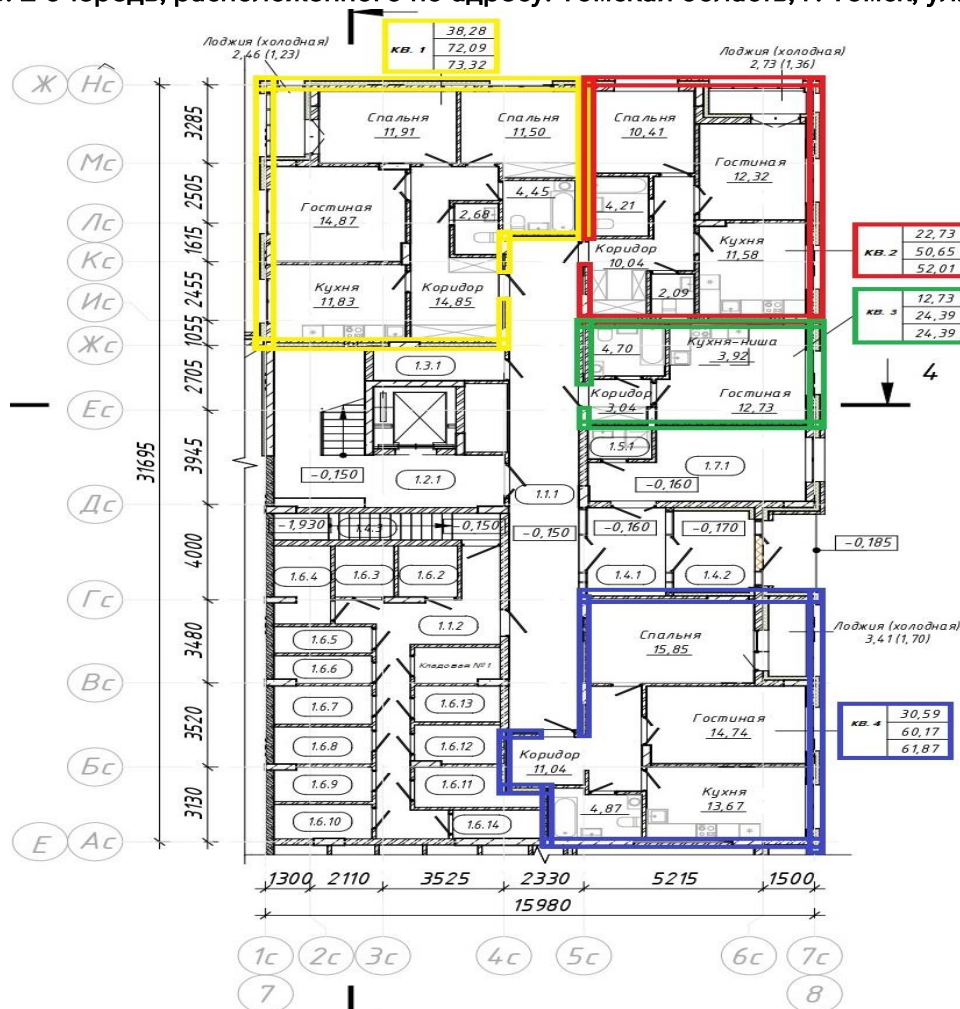 2 очередь, расположенного по адресу: Томская область, г. Томск, ул
Лоджия (холодная)
2,46 (1,23)
КВ. 1
38,28
72,09
73,32
Лоджия (холодная)
2,73 (1,36)
Ж
Нс
Спальня
11,91
Спальня
11,50
Спальня
10,41
Гостиная
12,32
3285
Мс
2505
Гостиная
14,87
4,45
2,68
4,21
Лс
1615
Коридор
10,04
Кухня
11,58
КВ.2
22,73
50,65
52,01
Кс
2455
Кухня
11,83
Коридор
14,85
2,09
Ис
1055
КВ. 3
12,73
24,39
24,39
Жс
4,70
Кухня-ниша
3,92
2705
1.3.1
Коридор
3,04
Гостиная
12,73
4
Ес
31695
3945
-0,150
1.2.1
1.5.1
1.7.1
-0,160
1.1.1
Дс
-1,930
1.4.3
-0,150
-0,150
-0,160
-0,170
-0,185
4000
1.6.4
1.6.3
1.6.2
1.4.1
1.4.2
Гс
1.1.2
3480
1.6.5
Спальня
15,85
Лоджия (холодная)
3,41 (1,70)
1.6.6
Кладовая №1
Вс
1.6.7
1.6.13
3520
Гостиная
14,74
КВ. 4
30,59
60,17
61,87
1.6.8
1.6.12
Коридор
11,04
Бс
1.6.9
1.6.11
Кухня
13,67
3130
1.6.10
1.6.14
4,87
Е
Ас
1300
2110
3525
2330
5215
1500
15980
1с
2с
3с
4с
5с
6с
7с
7
8